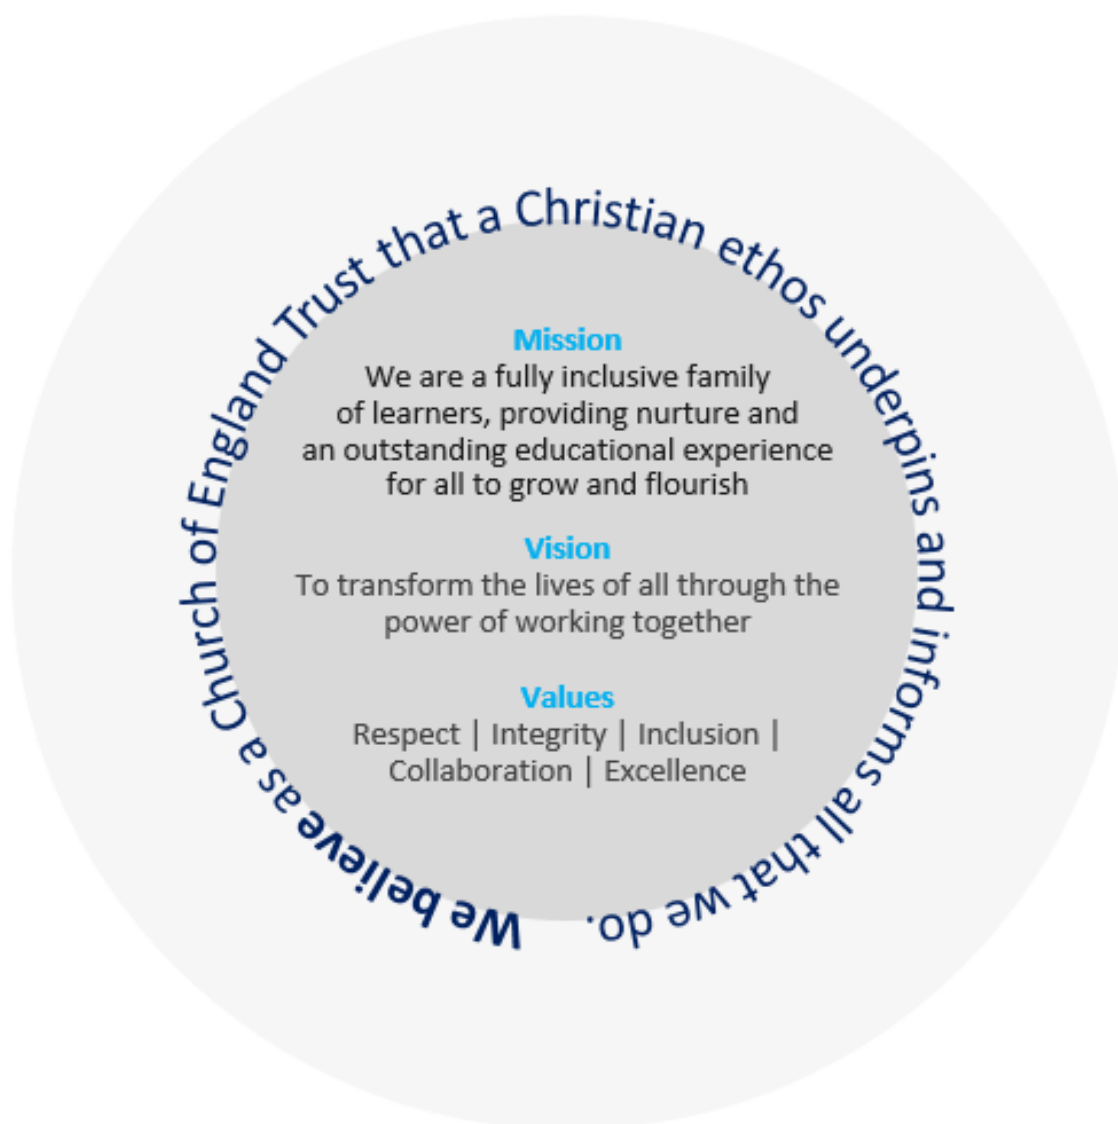 We believe as a Church of England Trust that a Christian ethos underpins and informs all that we do.
Mission
We are a fully inclusive family
of learners, providing nurture and
an outstanding educational experience
for all to grow and flourish
Vision
To transform the lives of all through the
power of working together
Values
Respect | Integrity | Inclusion |
Collaboration | Excellence